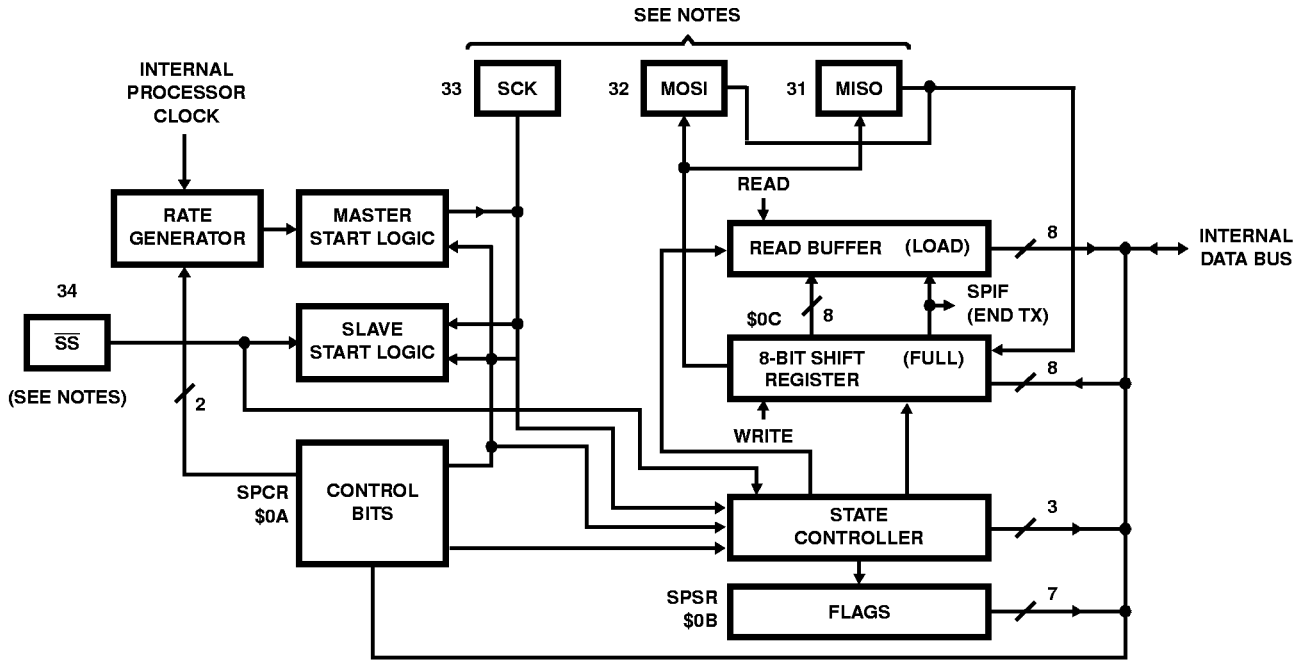 SEE NOTES
INTERNAL
PROCESSOR
CLOCK
33
SCK
32
MOSI
31
MISO
READ
RATE
GENERATOR
MASTER
START LOGIC
READ BUFFER (LOAD)
8
INTERNAL
DATA BUS
34
SS
(SEE NOTES)
SLAVE
START LOGIC
$0C
8
SPIF
(END TX)
8-BIT SHIFT
REGISTER
(FULL)
8
2
WRITE
SPCR
$0A
CONTROL
BITS
STATE
CONTROLLER
3
SPSR
$0B
FLAGS
7